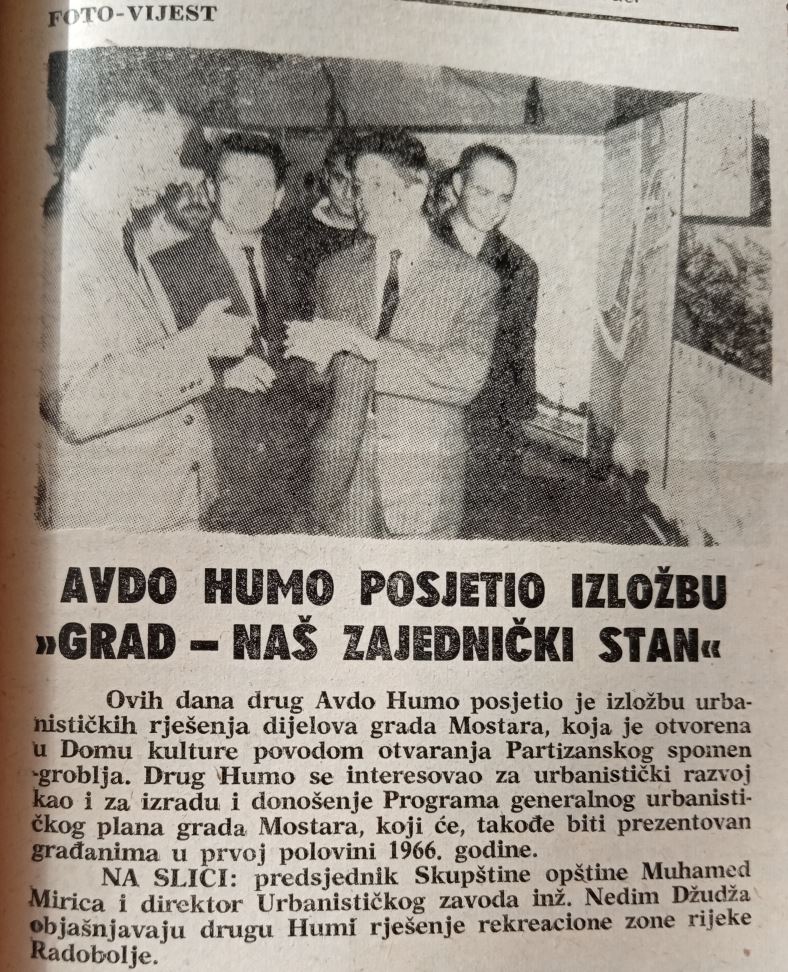 FOTO-VIJEST
AVDO HUMO POSJETIO IZLOŽBU
»GRAD — NAŠ ZAJEDNIČKI STAN«
Ovih dana drug Avdo Humo posjetio je izložbu urba-
nističkih rješenja dijelova grada Mostara, koja je otvorena
u Domu kulture povodom otvaranja Partizanskog spomen
-groblja. Drug Humo se interesovao za urbanistički razvoj
kao i za izradu i donošenje Programa generalnog urbanisti-
čkog plana grada Mostara, koji će, takođe biti prezentovan
građanima u prvoj polovini 1966. godine.
NA SLICI: predsjednik Skupštine opštine Muhamed
Mirica i direktor Urbanističkog zavoda inž. Nedim Džudža
objašnjavaju drugu Humi rješenje rekreacione zone rijeke
Radobolje.